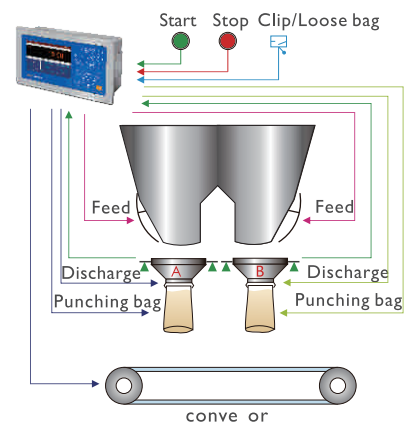 Start Stop Clip/Loose bag
Feed
Feed
A
B
Discharge
Discharge
Punching bag
Punching bag
conve or